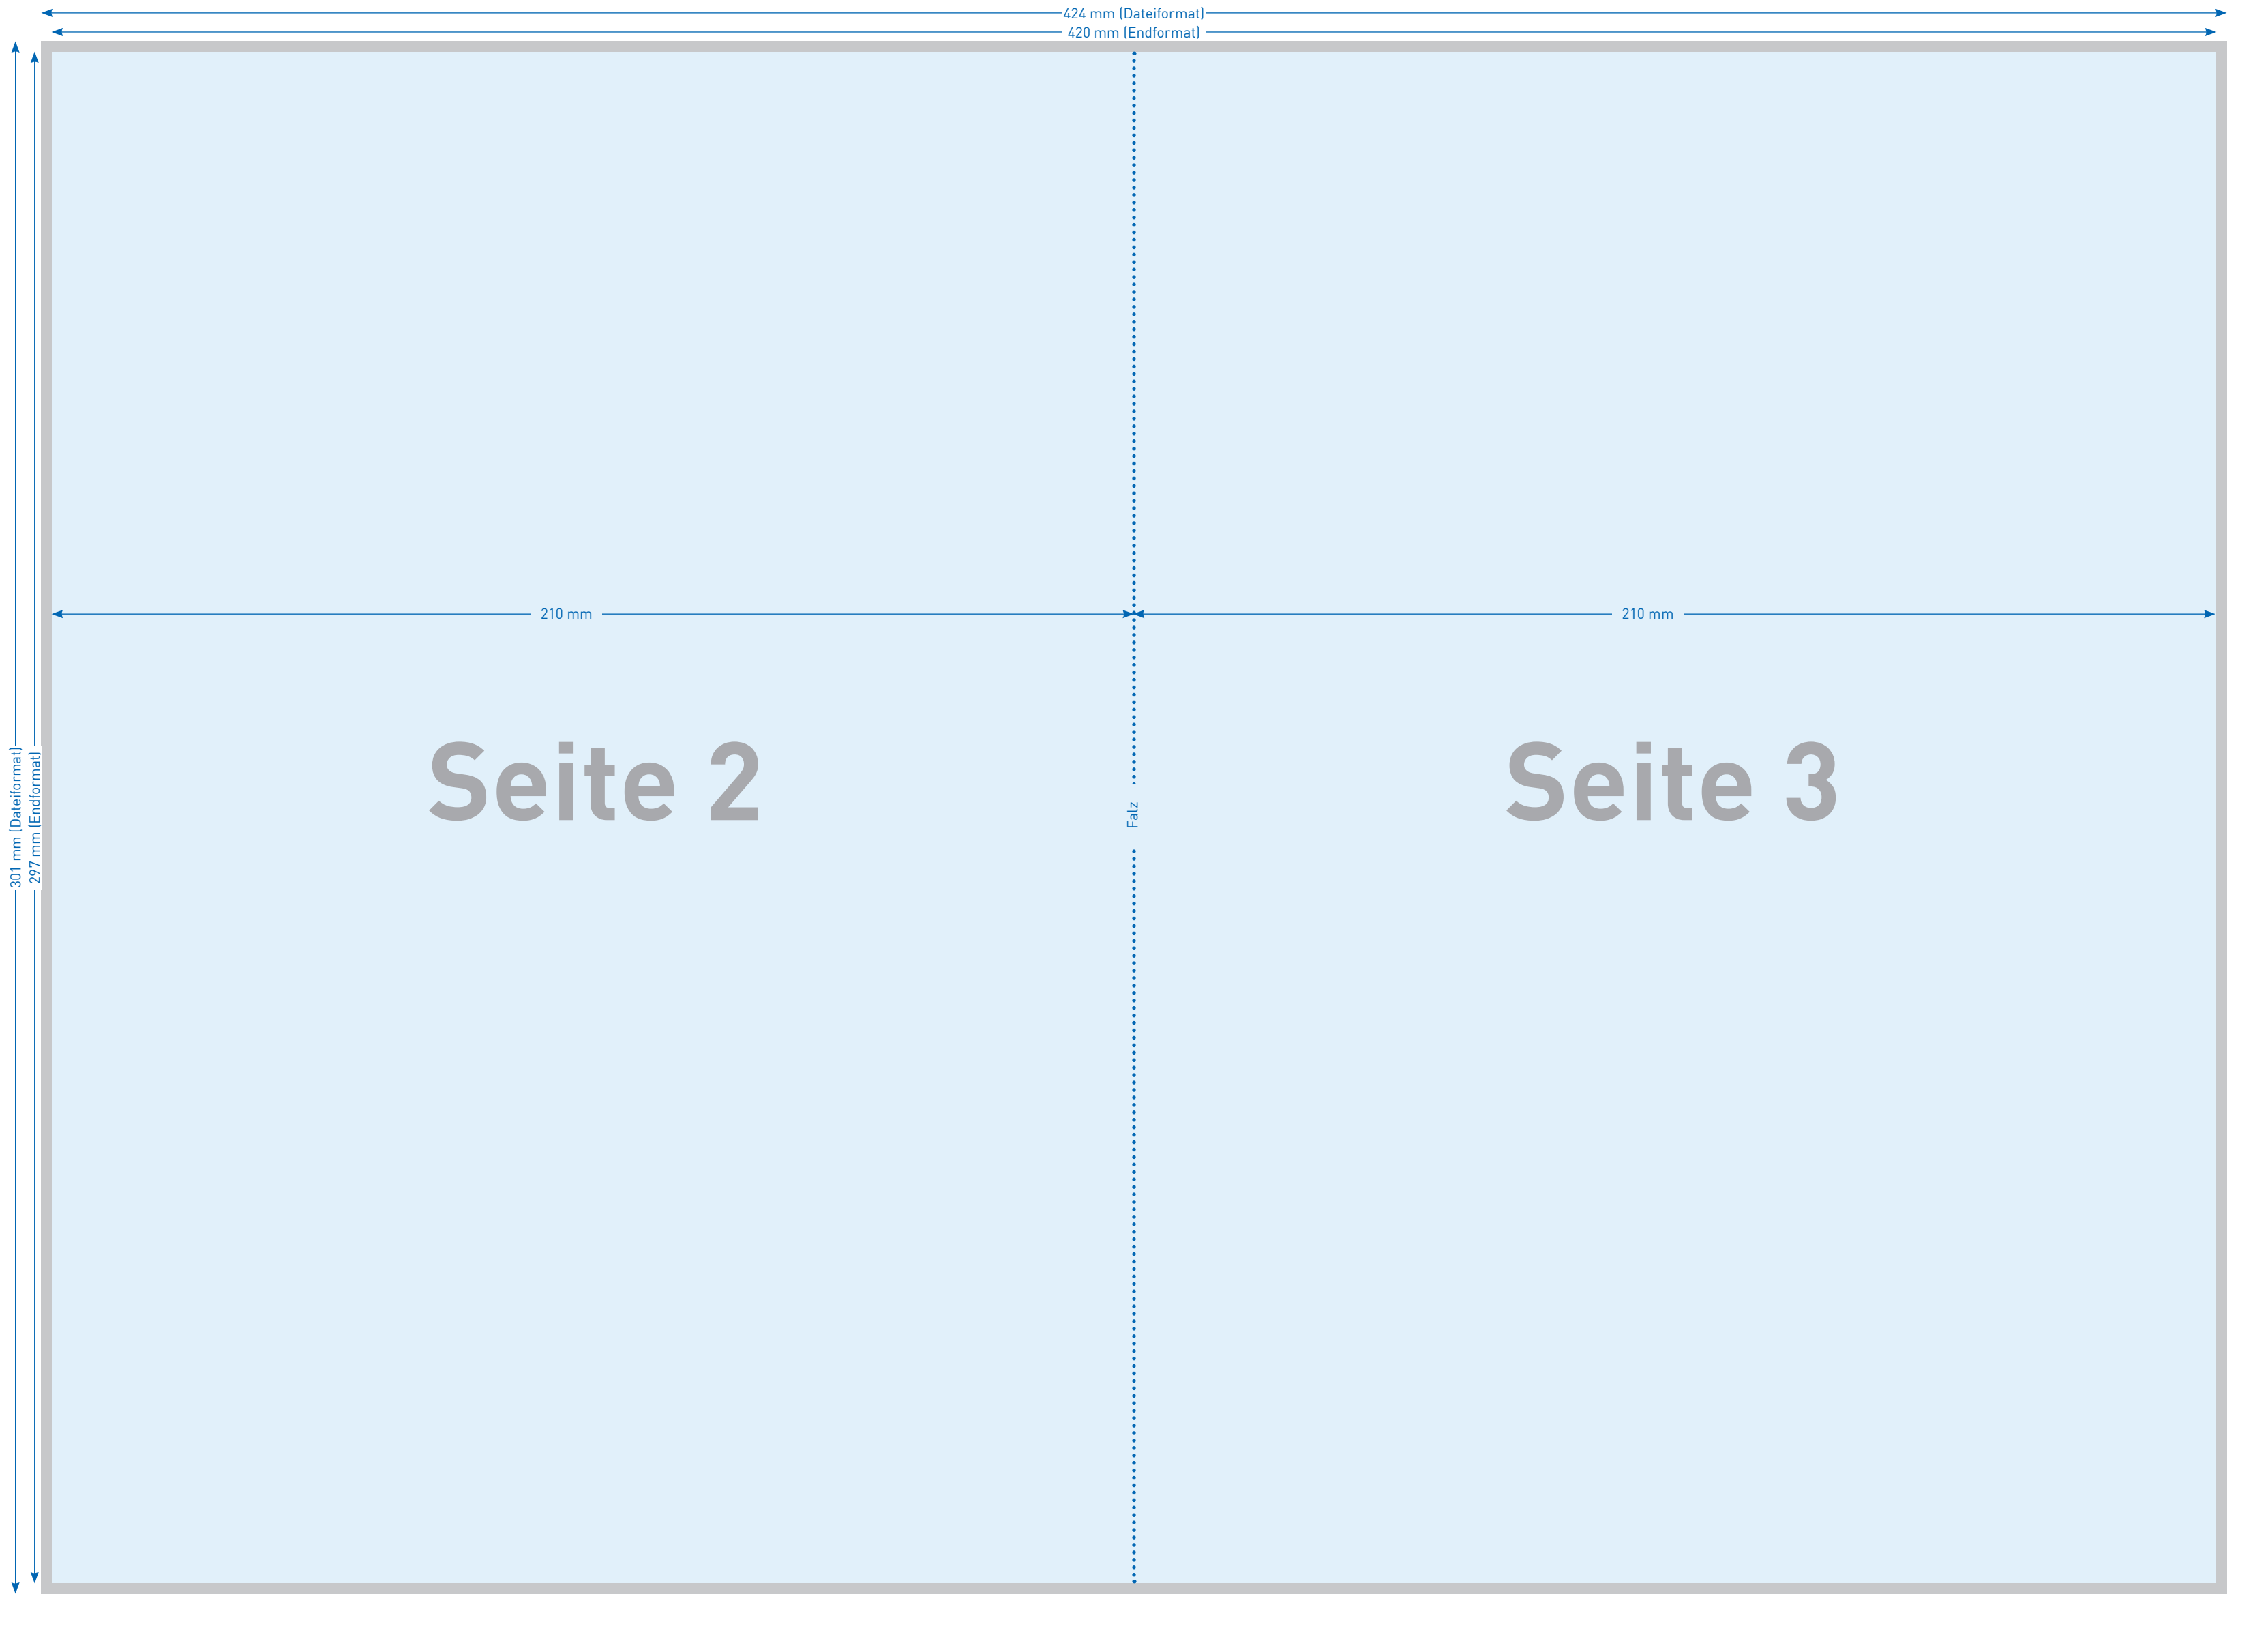 424 mm (Dateiformat)
420 mm (Endformat)
301 mm (Dateiformat)
297 mm (Endformat)
210 mm
210 mm
Seite 2
Falz
Seite 3